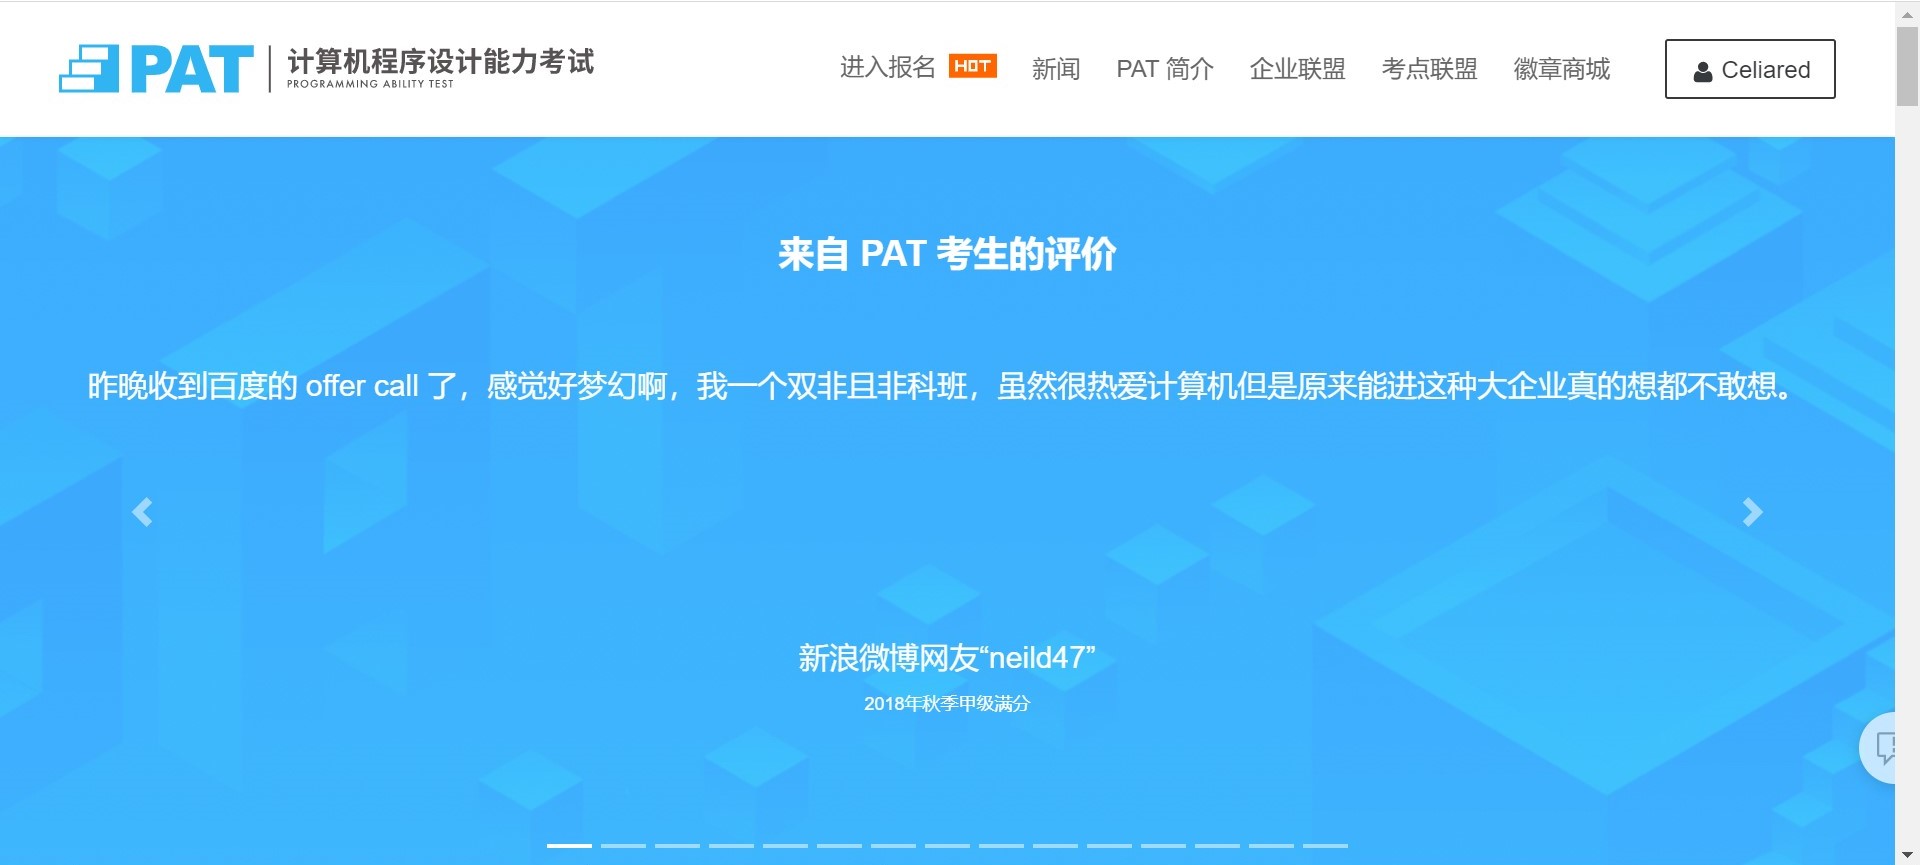 PAT
计算机程序设计能力考试
PROGRAMMING ABILITY TEST
进入报名 HOT 新闻 PAT 简介 企业联盟 考点联盟 徽章商城 Celiared
来自 PAT 考生的评价
昨晚收到百度的 offer call 了，感觉好梦幻啊，我一个双非且非科班，虽然很热爱计算机但是原来能进这种大企业真的想都不敢想。
新浪微博网友“neild47”
2018年秋季甲级满分